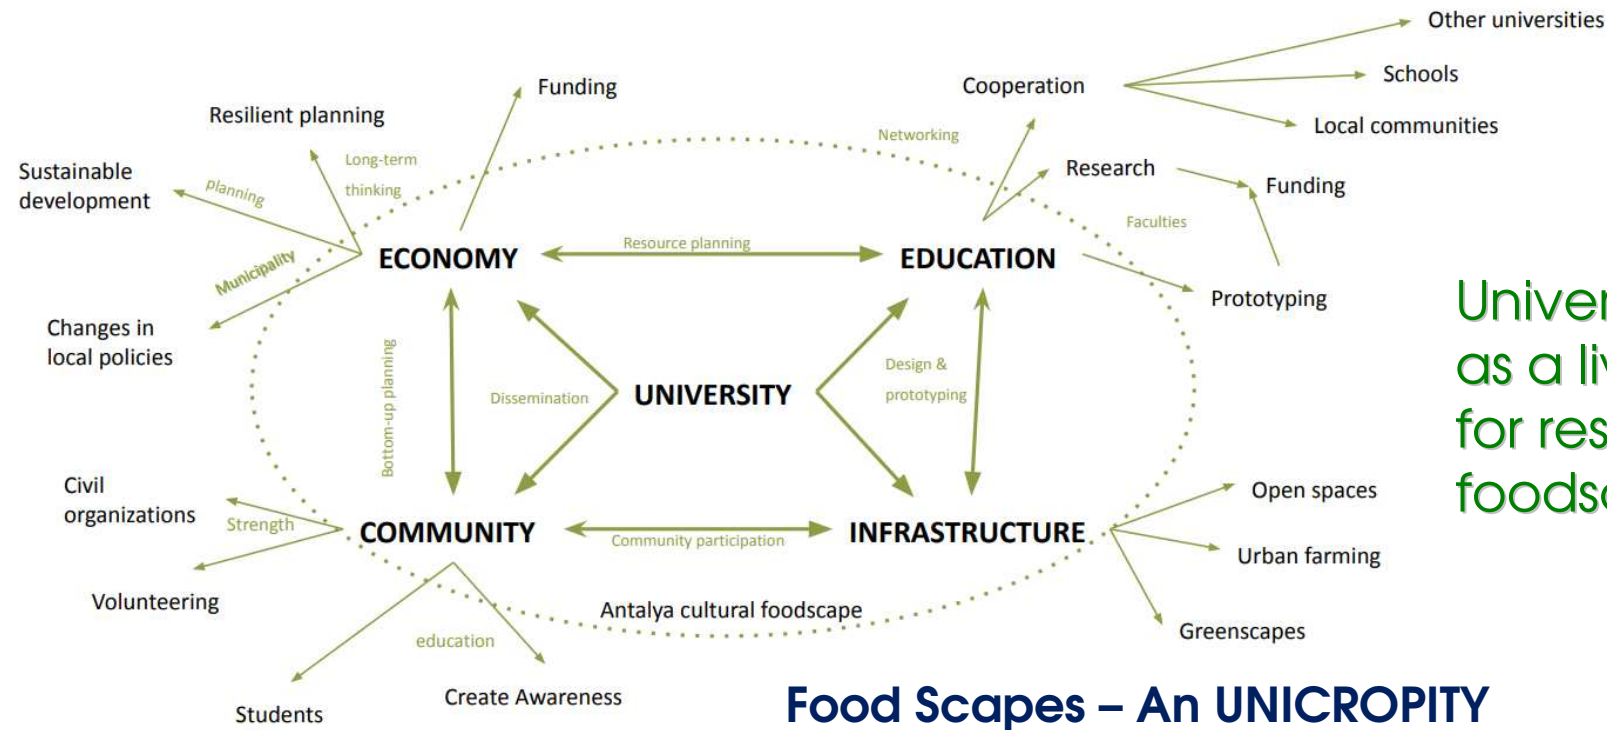 Other universities
Funding
Cooperation
Schools
Resilient planning
Networking
Local communities
Long-term
thinking
Research
Sustainable
development
planning
Funding
Faculties
Municipality
ECONOMY
Resource planning
EDUCATION
Prototyping
Changes in
local policies
as a
for
Bottom-up planning
Dissemination
UNIVERSITY
Design &
prototyping
Civil
organizations
Strength
Open spaces
COMMUNITY
Community participation
INFRASTRUCTURE
Urban farming
Volunteering
Antalya cultural foodscape
Greenscapes
education
Students
Create Awareness
Food Scapes – An UNICROPITY